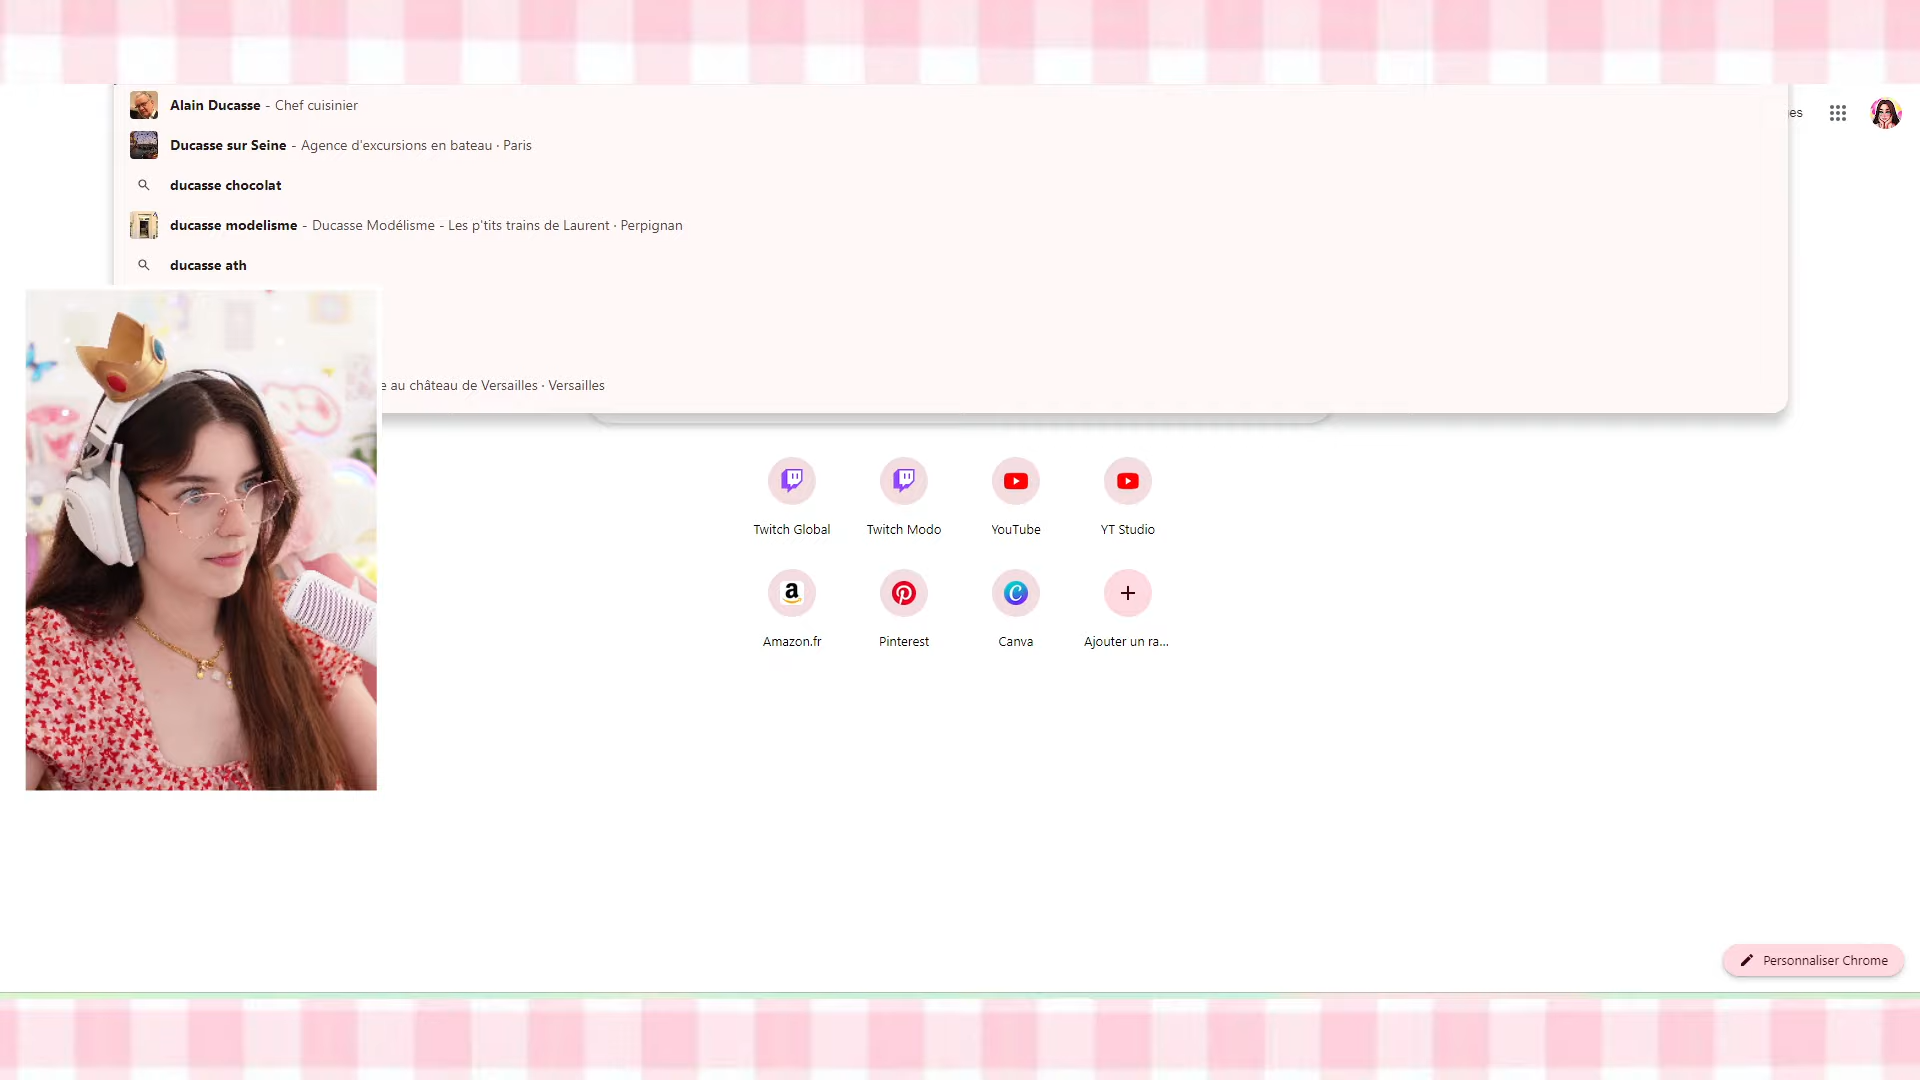 Alain Ducasse - Chef cuisinier
es
Ducasse sur Seine - Agence d'excursions en bateau · Paris
ducasse chocolat
ducasse modelisme - Ducasse Modélisme - Les p'tits trains de Laurent · Perpignan
ducasse ath
e au château de Versailles · Versailles
Twitch Global
Twitch Modo
YouTube
YT Studio
Amazon.fr
Pinterest
Canva
Ajouter un ra...
Personnaliser Chrome